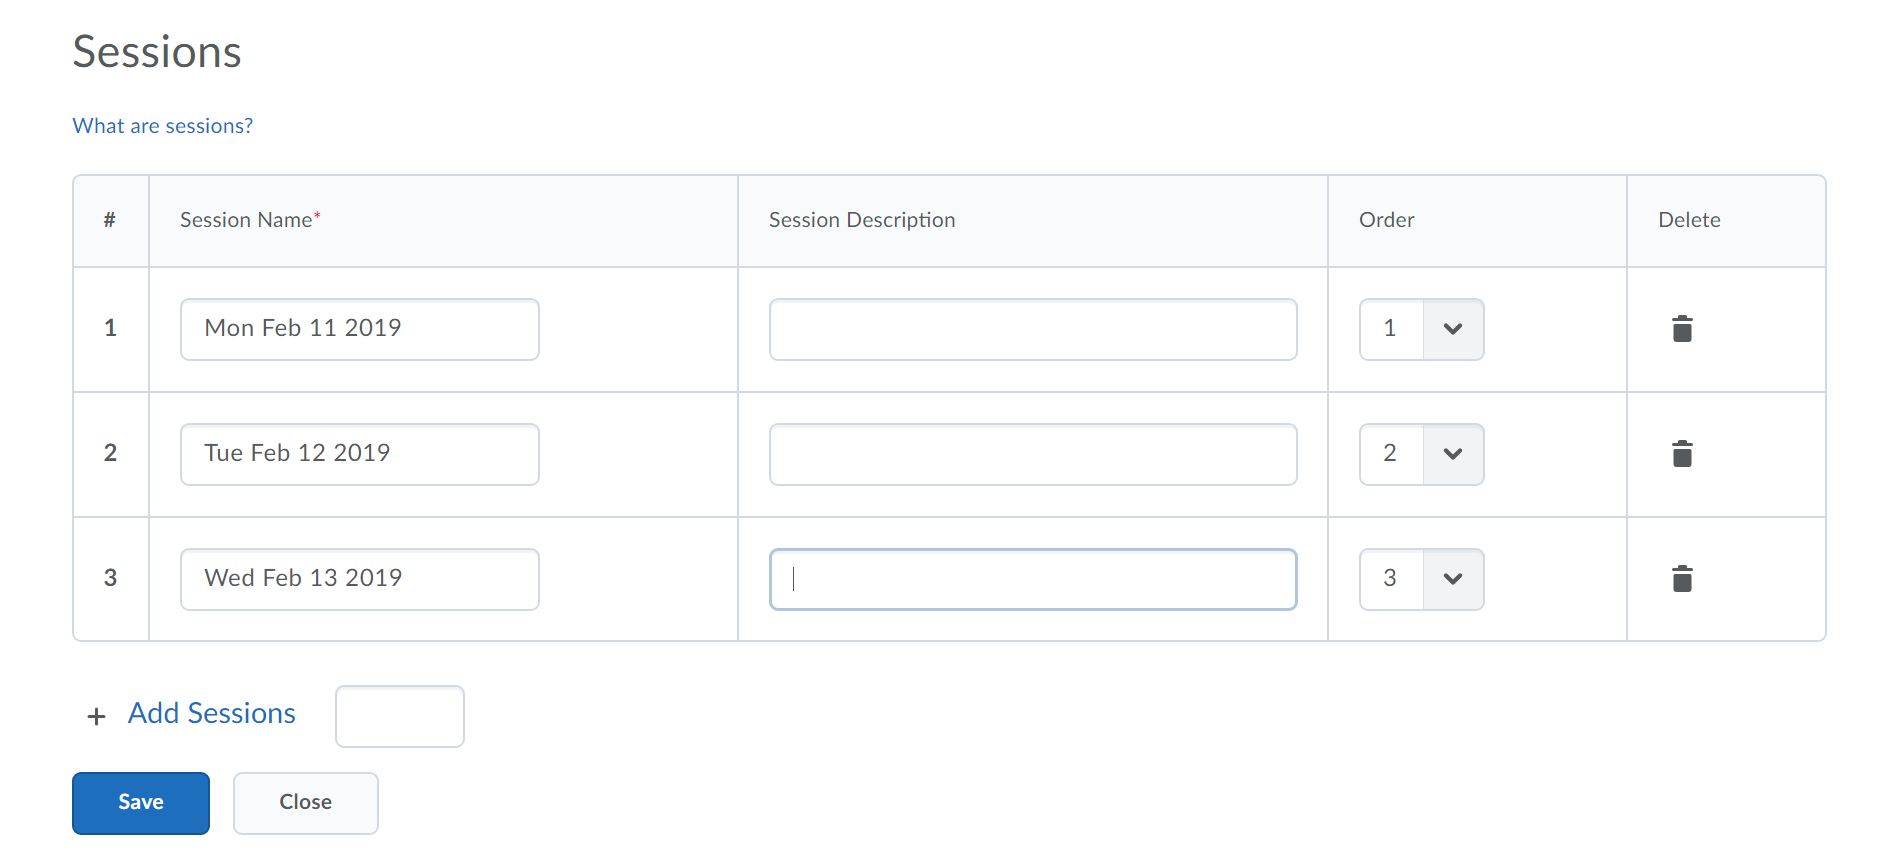 Sessions
What are sessions?
# Session Name* Session Description Order Delete
1 Mon Feb 11 2019 1
2 Tue Feb 12 2019 2
3 Wed Feb 13 2019 3
+ Add Sessions
Save Close